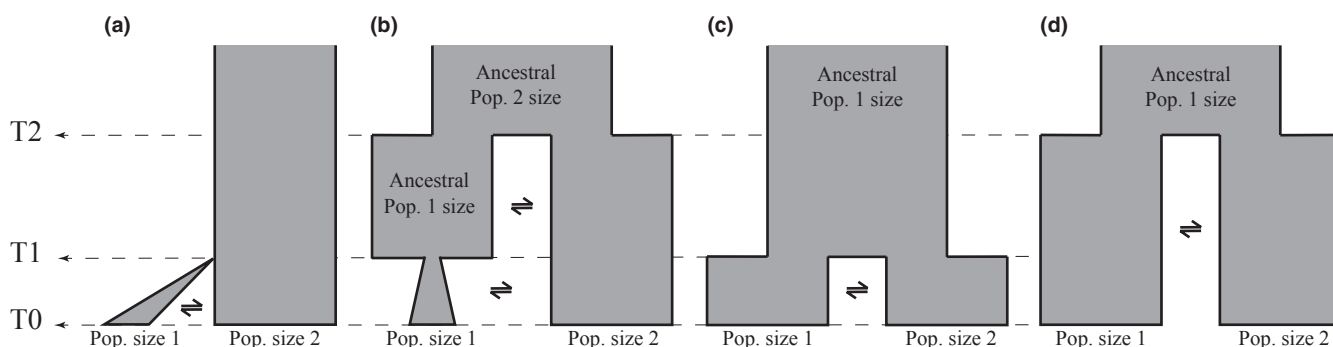 (a)
(b)
(c)
(d)
Ancestral
Pop. 2 size
Ancestral
Pop. 1 size
Ancestral
Pop. 1 size
T2
Ancestral
Pop. 1 size
T1
T0
Pop. size 1
Pop. size 2
Pop. size 1
Pop. size 2
Pop. size 1
Pop. size 2
Pop. size 1
Pop. size 2